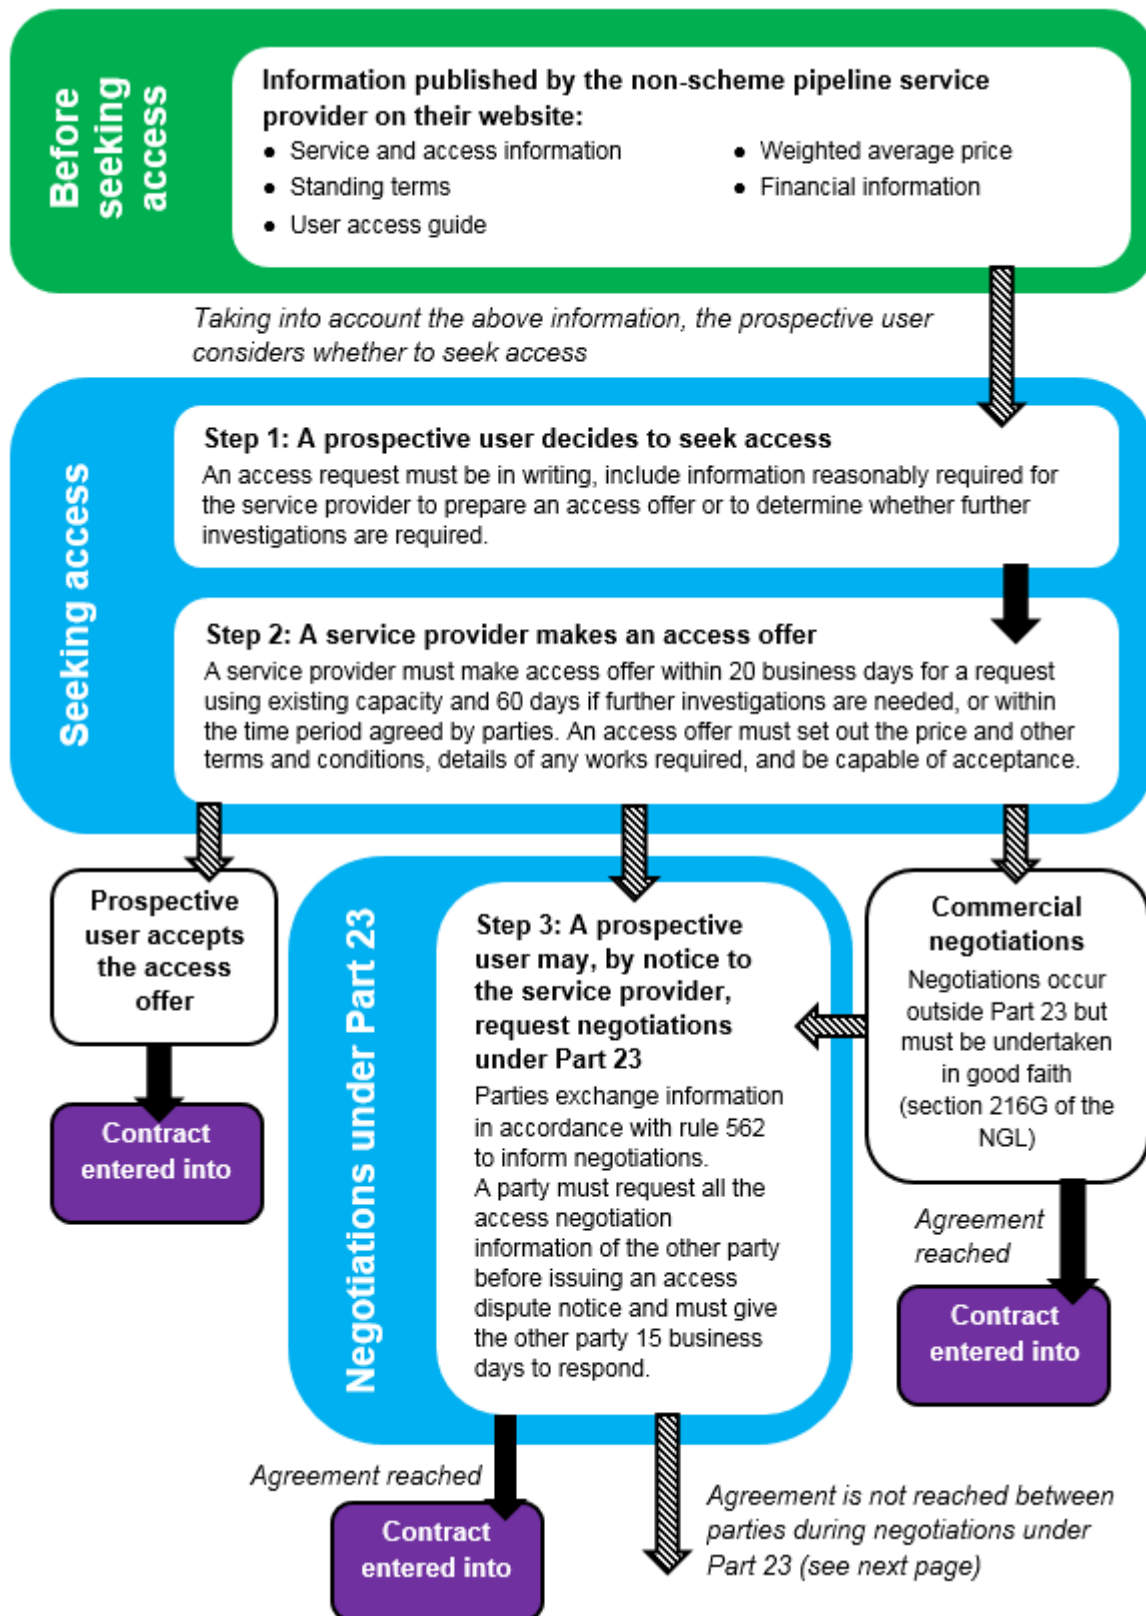 Before
seeking
access
Information published by the non-scheme pipeline service
provider on their website:
● Service and access information
● Standing terms
● User access guide
● Weighted average price
● Financial information
Taking into account the above information, the prospective user
considers whether to seek access
Seeking access
Step 1: A prospective user decides to seek access
An access request must be in writing, include information reasonably required for
the service provider to prepare an access offer or to determine whether further
investigations are required.
Step 2: A service provider makes an access offer
A service provider must make access offer within 20 business days for a request
using existing capacity and 60 days if further investigations are needed, or within
the time period agreed by parties. An access offer must set out the price and other
terms and conditions, details of any works required, and be capable of acceptance.
Prospective
user accepts
the access
offer
Contract
entered into
Negotiations under Part 23
Step 3: A prospective
user may, by notice to
the service provider,
request negotiations
under Part 23
Parties exchange information
in accordance with rule 562
to inform negotiations.
A party must request all the
access negotiation
information of the other party
before issuing an access
dispute notice and must give
the other party 15 business
days to respond.
Commercial
negotiations
Negotiations occur
outside Part 23 but
must be undertaken
in good faith
(section 216G of the
NGL)
Agreement
reached
Contract
entered into
Agreement reached
Contract
entered into
Agreement is not reached between
parties during negotiations under
Part 23 (see next page)